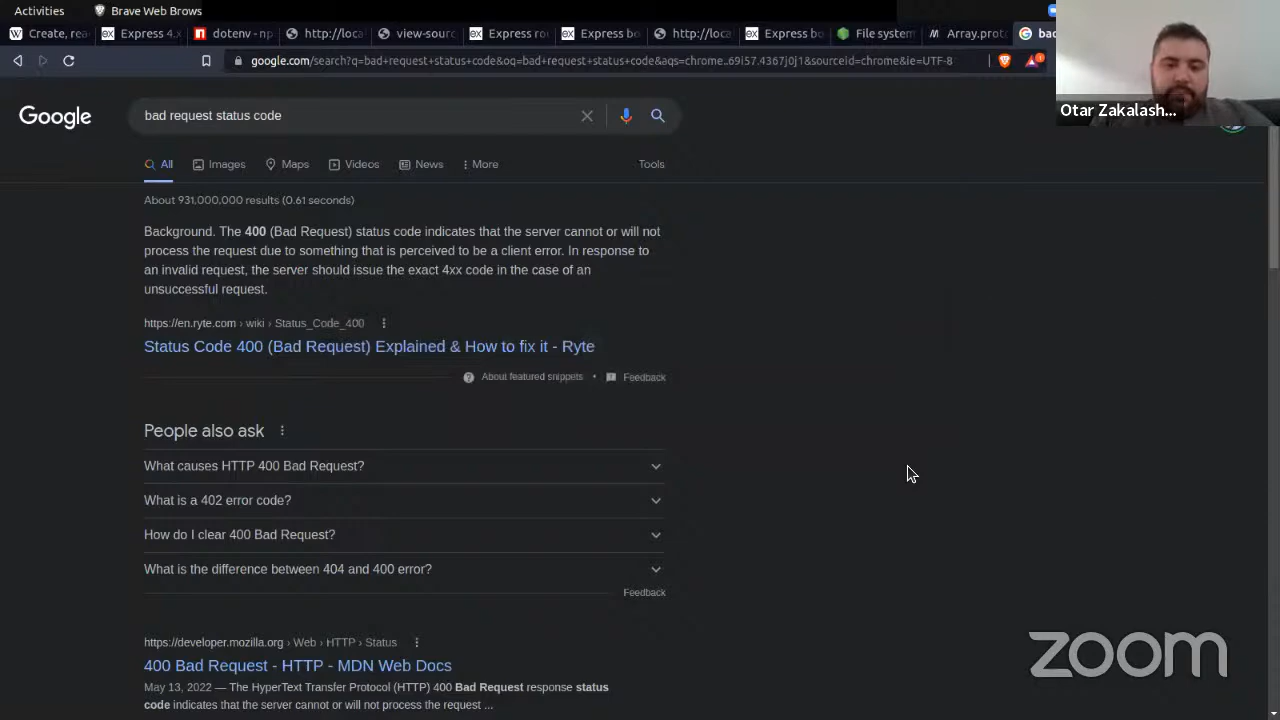 Activities
Brave Web Brows
Create, rea
Express 4.x
dotenv - np
http://loca
view-sourc
Express rou
Express bo
http://loca
Express bo
File system
Array.proto
bac
google.com/search?q=bad+request+status+code&oq=bad+request+status+code&aqs=chrome..69i57.4367j0j1&sourceid=chrome&ie=UTF-8
Otar Zakalash...
Google
bad request status code
All
Images
Maps
Videos
News
More
Tools
About 931,000,000 results (0.61 seconds)
Background. The 400 (Bad Request) status code indicates that the server cannot or will not
process the request due to something that is perceived to be a client error. In response to
an invalid request, the server should issue the exact 4xx code in the case of an
unsuccessful request.
https://en.ryte.com › wiki › Status_Code_400
Status Code 400 (Bad Request) Explained & How to fix it - Ryte
About featured snippets • Feedback
People also ask
What causes HTTP 400 Bad Request?
What is a 402 error code?
How do I clear 400 Bad Request?
What is the difference between 404 and 400 error?
Feedback
https://developer.mozilla.org › Web › HTTP › Status
400 Bad Request - HTTP - MDN Web Docs
May 13, 2022 — The HyperText Transfer Protocol (HTTP) 400 Bad Request response status
code indicates that the server cannot or will not process the request ...
zoom